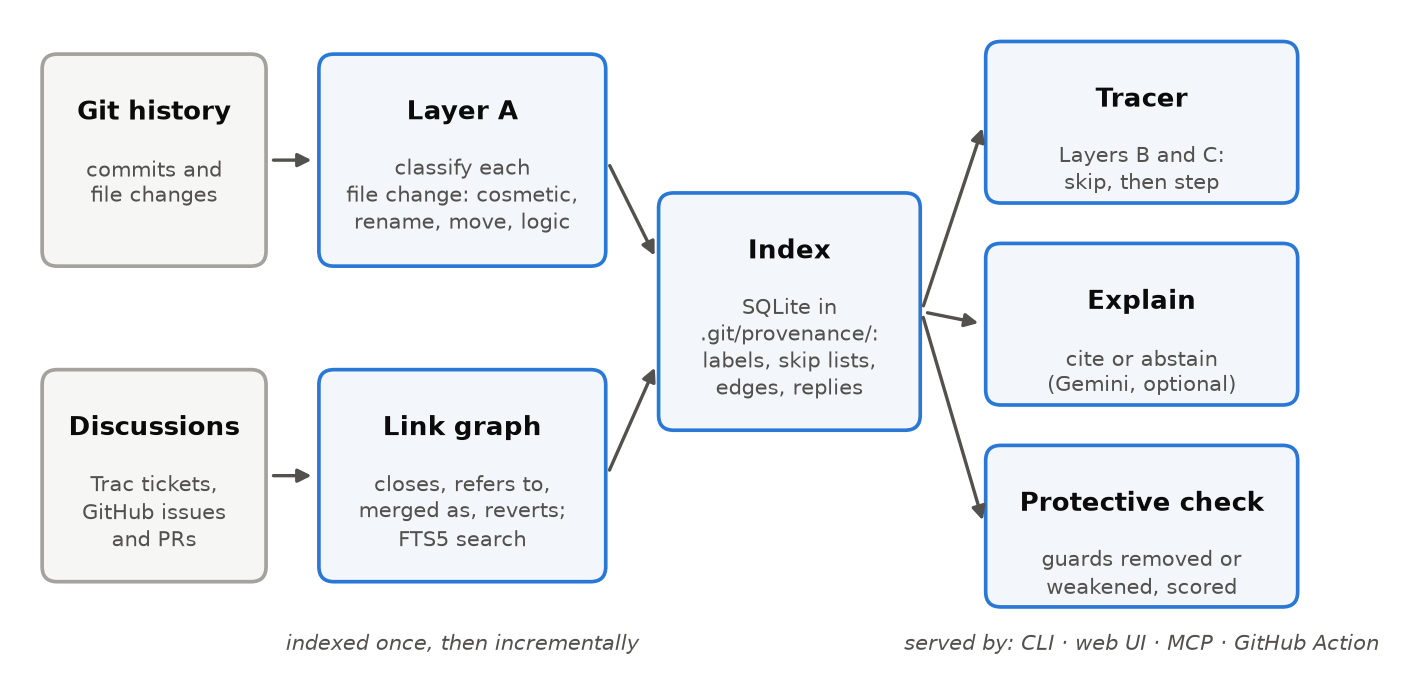 Git history
commits and
file changes
Layer A
classify each
file change: cosmetic,
rename, move, logic
Discussions
Trac tickets,
GitHub issues
and PRs
Link graph
closes, refers to,
merged as, reverts;
FTS5 search
Index
SQLite in
.git/provenance/:
labels, skip lists,
edges, replies
Tracer
Layers B and C:
skip, then step
Explain
cite or abstain
(Gemini, optional)
Protective check
guards removed or
weakened, scored
indexed once, then incrementally
served by: CLI · web UI · MCP · GitHub Action